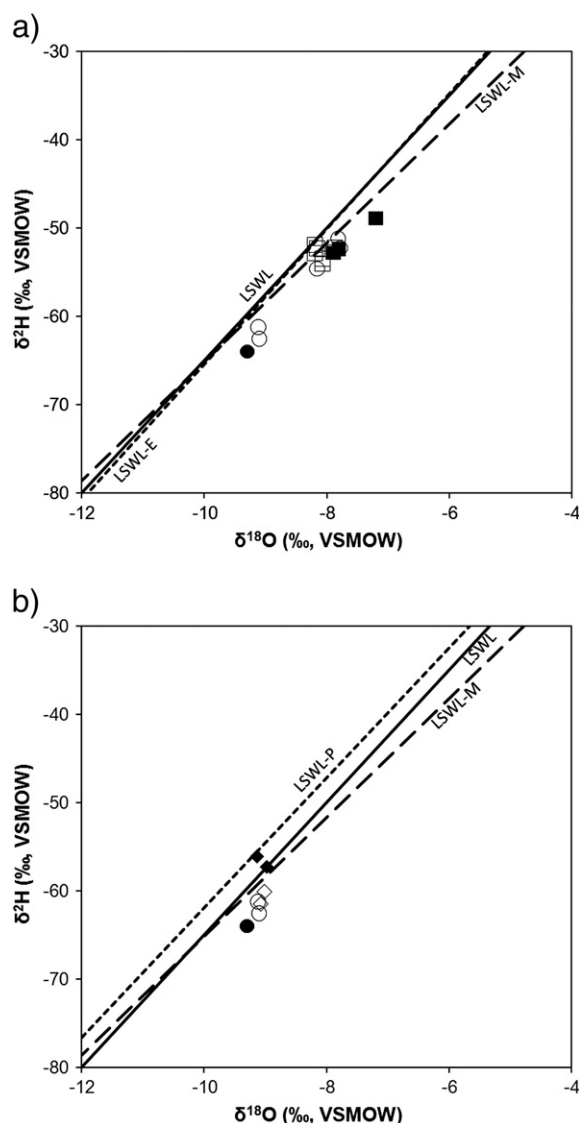 a)
-30
-40
-50
-60
-70
-80
δ²H (‰, VSMOW)
LSWL-M
LSWL
LSWL-E
-12
-10
-8
-6
-4
δ¹⁸O (‰, VSMOW)
b)
-30
-40
-50
-60
-70
-80
δ²H (‰, VSMOW)
LSWL-P
LSWL
LSWL-M
-12
-10
-8
-6
-4
δ¹⁸O (‰, VSMOW)